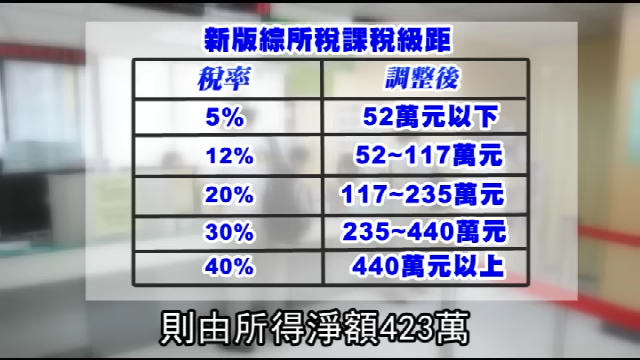 新版綜所稅課稅級距
稅率 調整後
5% 52萬元以下
12% 52~117萬元
20% 117~235萬元
30% 235~440萬元
40% 440萬元以上
則由所得淨額423萬